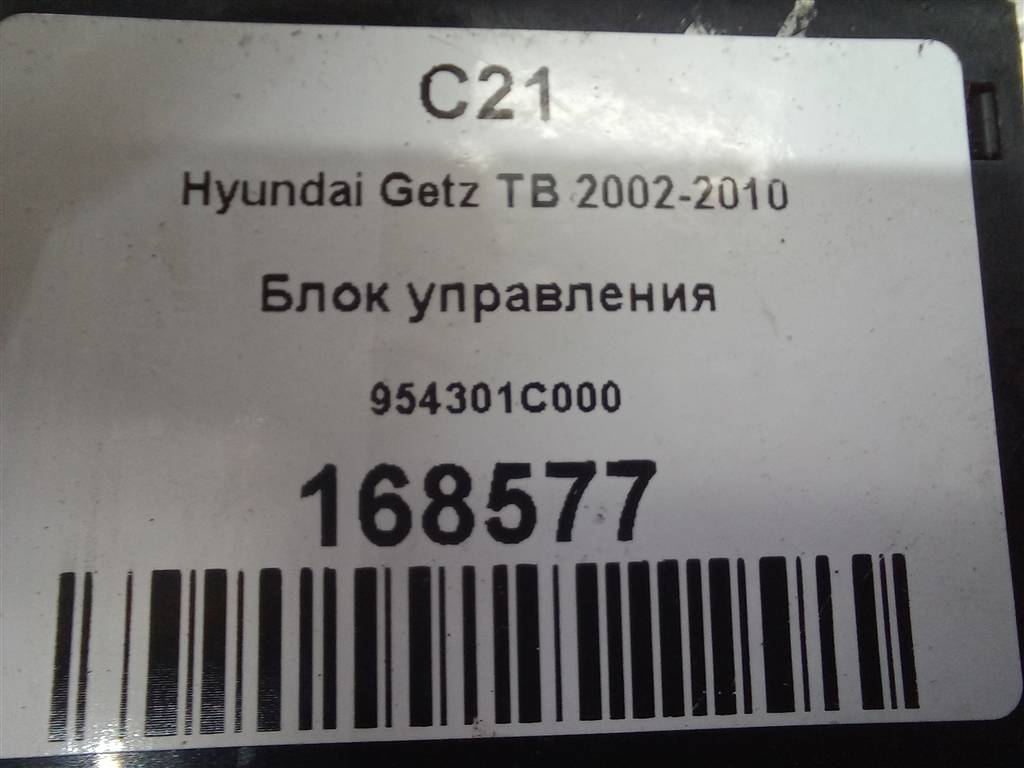 C21
Hyundai Getz TB 2002-2010
Блок управления
954301C000
168577